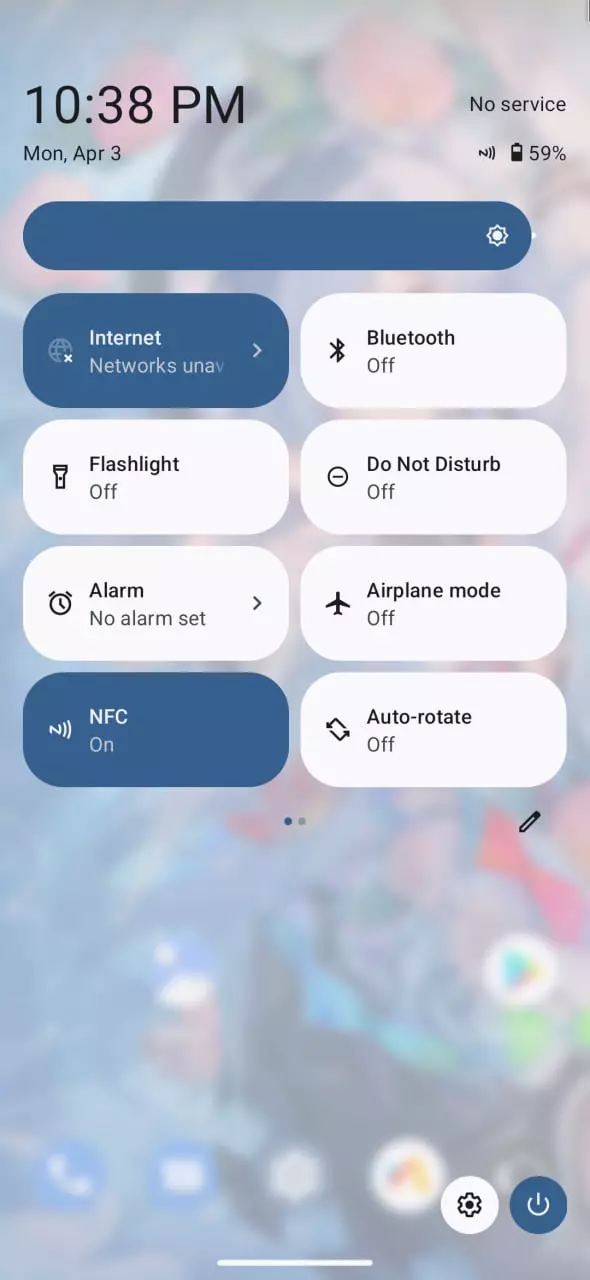 10:38 PM
No service
Mon, Apr 3
59%
Internet
Networks unav
Bluetooth
Off
Flashlight
Off
Do Not Disturb
Off
Alarm
No alarm set
Airplane mode
Off
NFC
On
Auto-rotate
Off